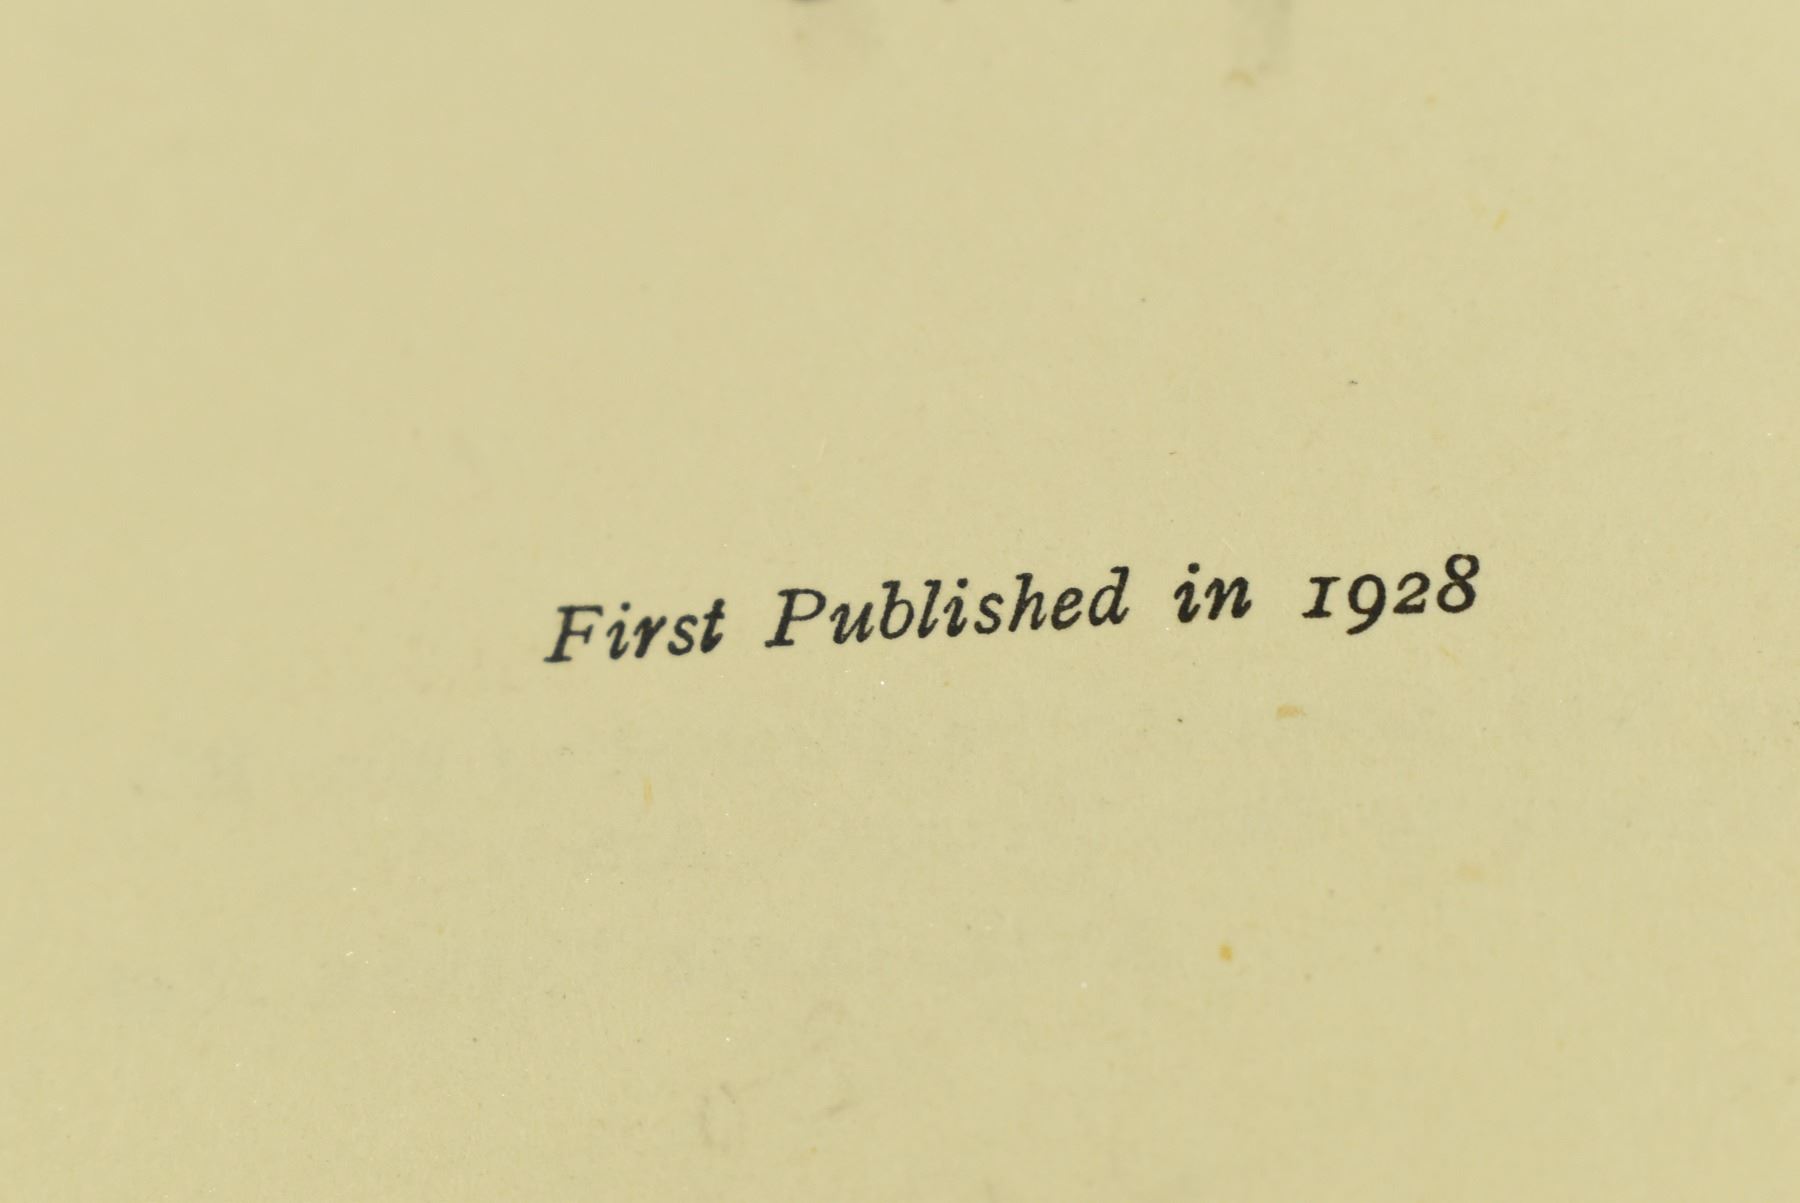 First Published in 1928